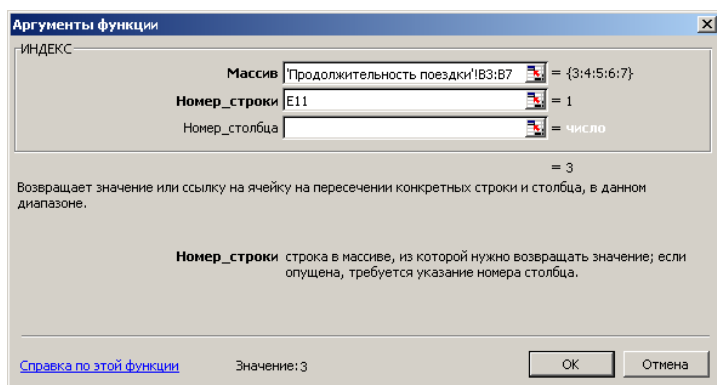 Аргументы функции
ИНДЕКС
Массив 'Продолжительность поездки'!B3:B7 = {3:4:5:6:7}
Номер_строки E11 = 1
Номер_столбца = число
= 3
Возвращает значение или ссылку на ячейку на пересечении конкретных строки и столбца, в данном
диапазоне.
Номер_строки строка в массиве, из которой нужно возвращать значение; если
опущена, требуется указание номера столбца.
Справка по этой функции Значение:3 ОК Отмена